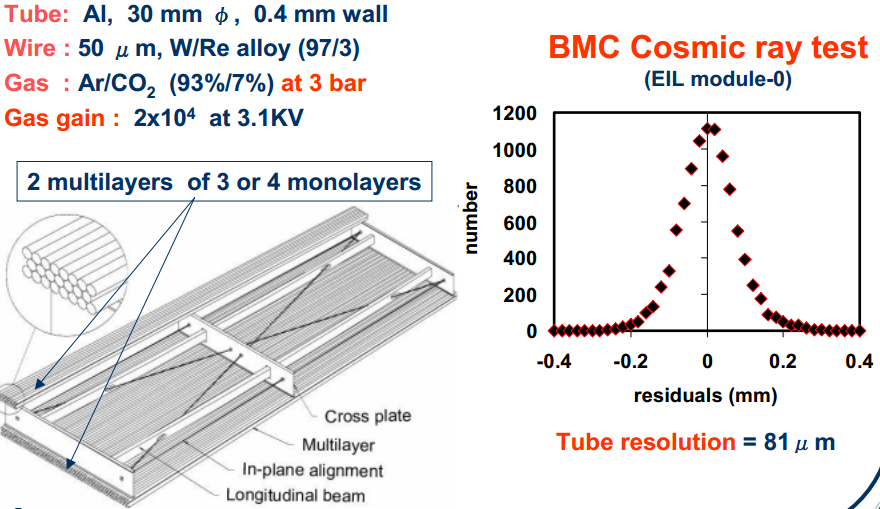 Tube: Al, 30 mm ϕ, 0.4 mm wall
Wire : 50 μm, W/Re alloy (97/3)
Gas : Ar/CO₂ (93%/7%) at 3 bar
Gas gain : 2x10⁴ at 3.1KV
2 multilayers of 3 or 4 monolayers
Cross plate
Multilayer
In-plane alignment
Longitudinal beam
BMC Cosmic ray test
(EIL module-0)
1200
1000
800
600
400
200
0
number
-0.4 -0.2 0 0.2 0.4
residuals (mm)
Tube resolution = 81 μm